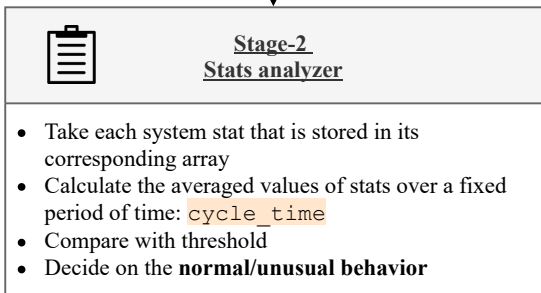 Stage-2
Stats analyzer
• Take each system stat that is stored in its
corresponding array
• Calculate the averaged values of stats over a fixed
period of time: cycle_time
• Compare with threshold
• Decide on the normal/unusual behavior